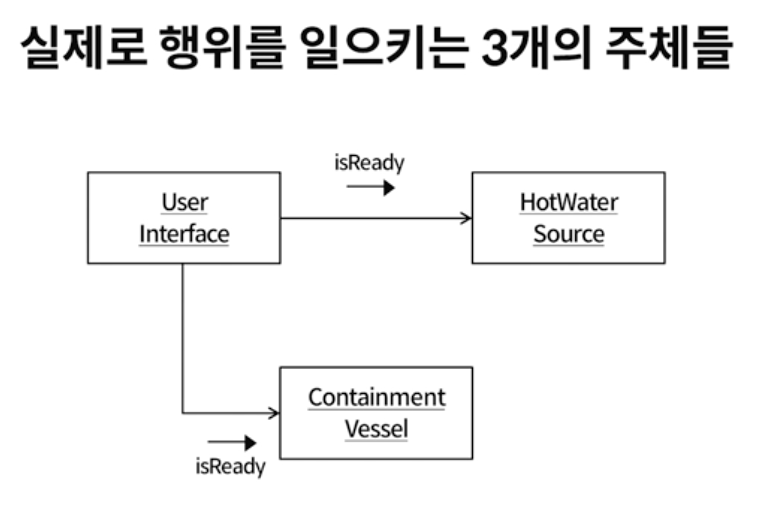 실제로 행위를 일으키는 3개의 주체들
isReady
User
Interface
HotWater
Source
Containment
Vessel
isReady